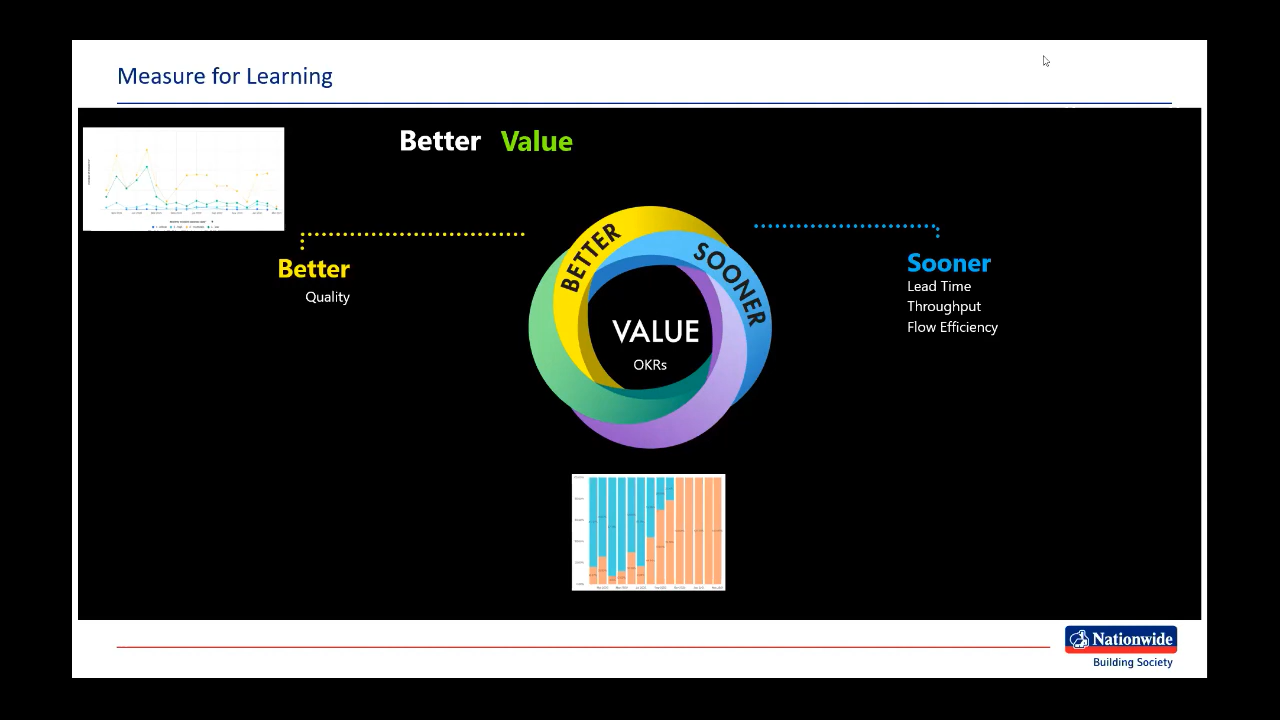 Measure for Learning
Better Value
BETTER
SOONER
Better
Quality
VALUE
OKRs
Sooner
Lead Time
Throughput
Flow Efficiency
Nationwide
Building Society